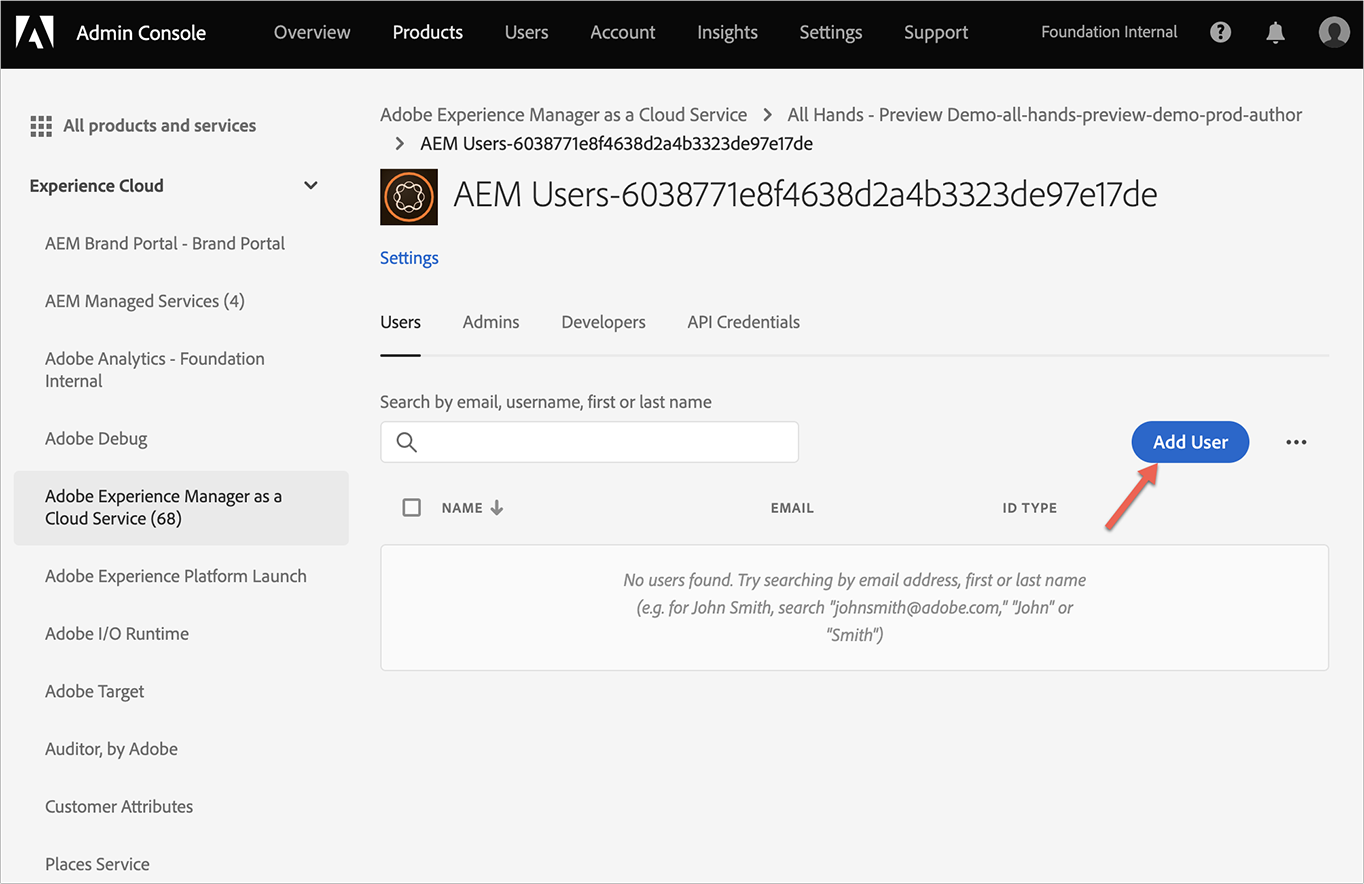 Admin Console
Overview
Products
Users
Account
Insights
Settings
Support
Foundation Internal
All products and services
Experience Cloud
AEM Brand Portal - Brand Portal
AEM Managed Services (4)
Adobe Analytics - Foundation
Internal
Adobe Debug
Adobe Experience Manager as a
Cloud Service (68)
Adobe Experience Platform Launch
Adobe I/O Runtime
Adobe Target
Auditor, by Adobe
Customer Attributes
Places Service
Adobe Experience Manager as a Cloud Service > All Hands - Preview Demo-all-hands-preview-demo-prod-author
> AEM Users-6038771e8f4638d2a4b3323de97e17de
AEM Users-6038771e8f4638d2a4b3323de97e17de
Settings
Users
Admins
Developers
API Credentials
Search by email, username, first or last name
Add User
NAME
EMAIL
ID TYPE
No users found. Try searching by email address, first or last name
(e.g. for John Smith, search "johnsmith@adobe.com," "John" or
"Smith")